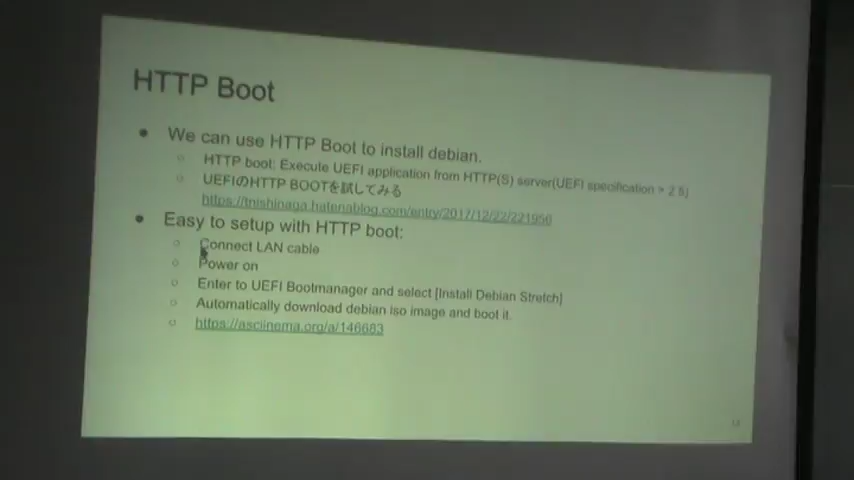 HTTP Boot
● We can use HTTP Boot to install debian.
○ HTTP boot: Execute UEFI application from HTTP(S) server(UEFI specification > 2.5)
○ UEFIのHTTP BOOTを試してみる
https://tnishinaga.hatenablog.com/entry/2017/12/22/221956
● Easy to setup with HTTP boot:
○ Connect LAN cable
○ Power on
○ Enter to UEFI Bootmanager and select [Install Debian Stretch]
○ Automatically download debian iso image and boot it.
○ https://asciinema.org/a/146683